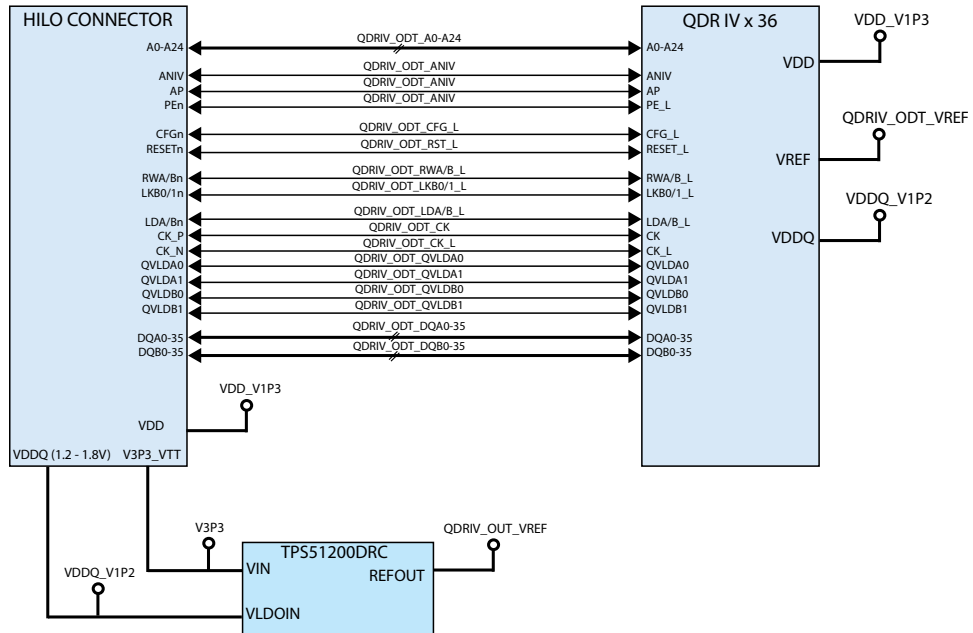 HILO CONNECTOR
QDR IV x 36
VDD_V1P3
A0-A24
QDRIV_ODT_A0-A24
A0-A24
VDD
ANIV
QDRIV_ODT_ANIV
ANIV
AP
QDRIV_ODT_ANIV
AP
PEn
QDRIV_ODT_ANIV
PE_L
QDRIV_ODT_VREF
CFGn
QDRIV_ODT_CFG_L
CFG_L
RESETn
QDRIV_ODT_RST_L
RESET_L
VREF
RWA/Bn
QDRIV_ODT_RWA/B_L
RWA/B_L
LKB0/1n
QDRIV_ODT_LKB0/1_L
LKB0/1_L
VDDQ_V1P2
LDA/Bn
QDRIV_ODT_LDA/B_L
LDA/B_L
CK_P
QDRIV_ODT_CK
CK
VDDQ
CK_N
QDRIV_ODT_CK_L
CK_L
QVLDA0
QDRIV_ODT_QVLDA0
QVLDA0
QVLDA1
QDRIV_ODT_QVLDA1
QVLDA1
QVLDB0
QDRIV_ODT_QVLDB0
QVLDB0
QVLDB1
QDRIV_ODT_QVLDB1
QVLDB1
DQA0-35
QDRIV_ODT_DQA0-35
DQA0-35
DQB0-35
QDRIV_ODT_DQB0-35
DQB0-35
VDD_V1P3
VDD
VDDQ (1.2 - 1.8V)
V3P3_VTT
V3P3
QDRIV_OUT_VREF
TPS51200DRC
VIN
REFOUT
VDDQ_V1P2
VLDOIN